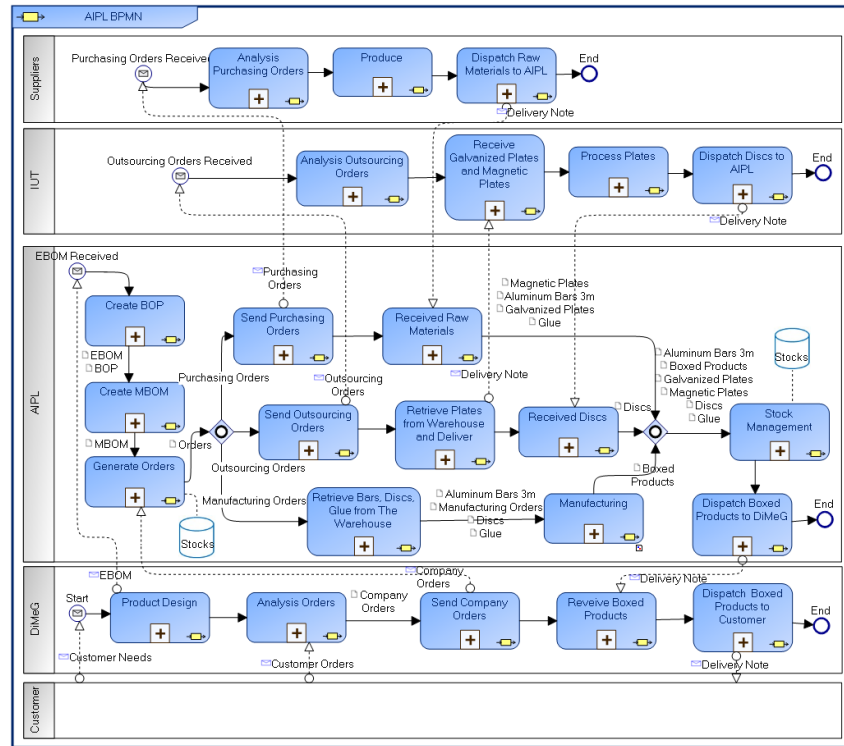 AIPL BPMN
Suppliers
Purchasing Orders Received
Analysis
Purchasing Orders
Produce
Dispatch Raw
Materials to AIPL
End
Delivery Note
IUT
Outsourcing Orders Received
Analysis Outsourcing
Orders
Receive
Galvanized Plates
and Magnetic
Plates
Process Plates
Dispatch Discs to
AIPL
End
Delivery Note
AIPL
EBOM Received
Create BOP
EBOM
BOP
Create MBOM
MBOM
Generate Orders
Orders
Stocks
Purchasing
Orders
Send Purchasing
Orders
Received Raw
Materials
Magnetic Plates
Aluminum Bars 3m
Galvanized Plates
Glue
Purchasing Orders
Outsourcing
Orders
Delivery Note
Send Outsourcing
Orders
Retrieve Plates
from Warehouse
and Deliver
Received Discs
Discs
Outsourcing Orders
Aluminum Bars 3m
Boxed Products
Galvanized Plates
Magnetic Plates
Discs
Glue
Stocks
Stock
Management
Manufacturing Orders
Retrieve Bars, Discs,
Glue from The
Warehouse
Aluminum Bars 3m
Manufacturing Orders
Discs
Glue
Manufacturing
Boxed
Products
Dispatch Boxed
Products to DiMeG
End
DiMeG
EBOM
Start
Product Design
Analysis Orders
Company
Orders
Company
Orders
Send Company
Orders
Delivery Note
Reveive Boxed
Products
Dispatch Boxed
Products to
Customer
End
Customer Needs
Customer Orders
Delivery Note
Customer